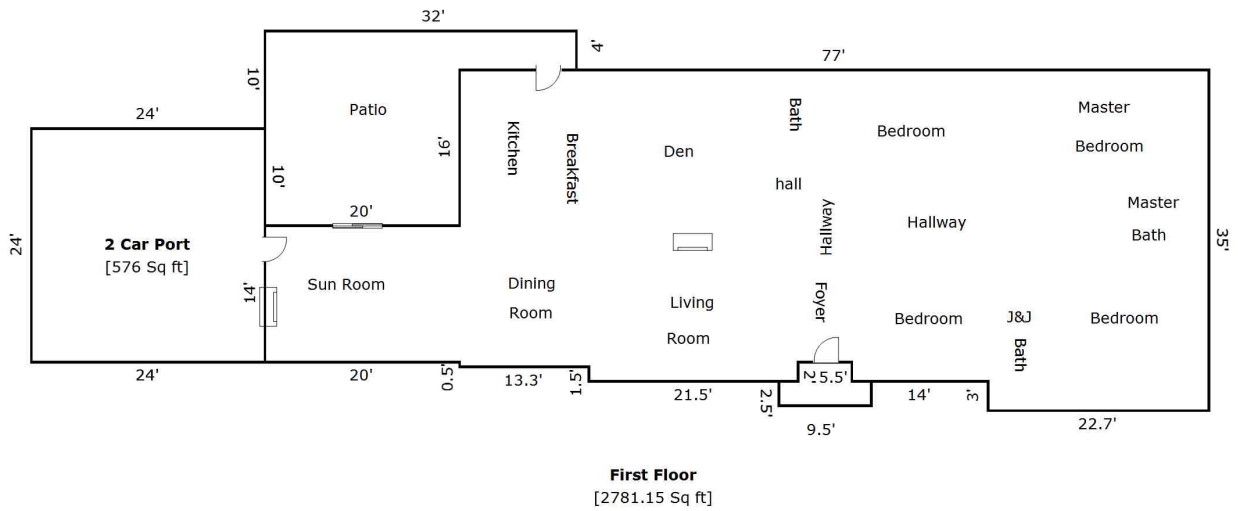 32'
4'
77'
10'
24'
Patio
Bath
Master
Bedroom
Kitchen
Breakfast
16'
Den
Bedroom
10'
hall
20'
Hallway
Hallway
Master
Bath
24'
2 Car Port
[576 Sq ft]
35'
14'
Sun Room
Dining
Room
Living
Room
Foyer
Bedroom
J&J
Bath
Bedroom
24'
20'
0.5'
13.3'
1.5'
21.5'
5.5'
2.5'
9.5'
14'
3'
22.7'
First Floor
[2781.15 Sq ft]